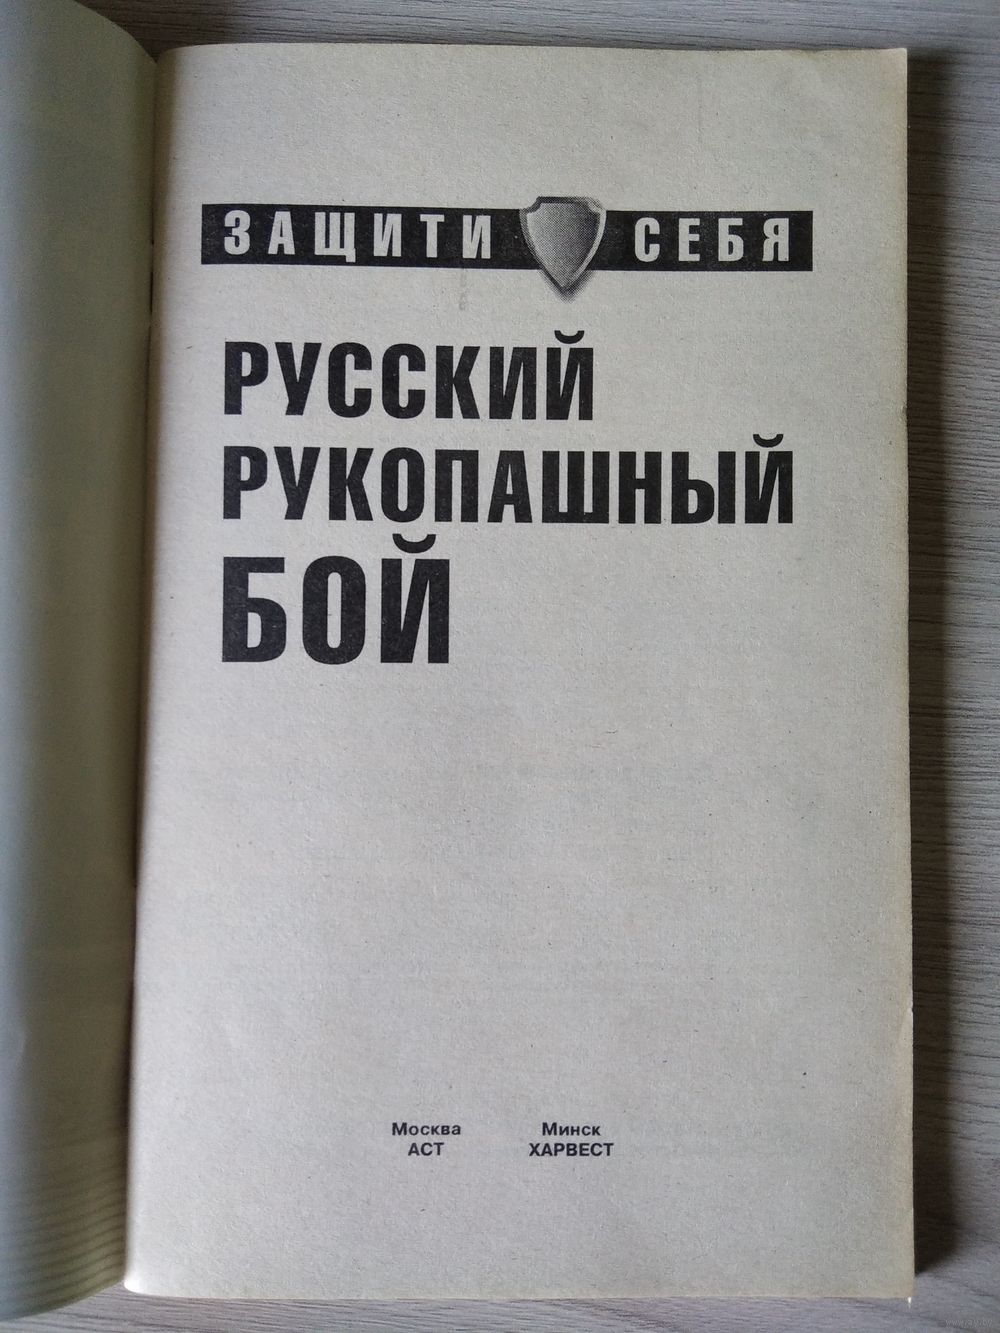 ЗАЩИТИ СЕБЯ
РУССКИЙ
РУКОПАШНЫЙ
БОЙ
Москва Минск
АСТ ХАРВЕСТ